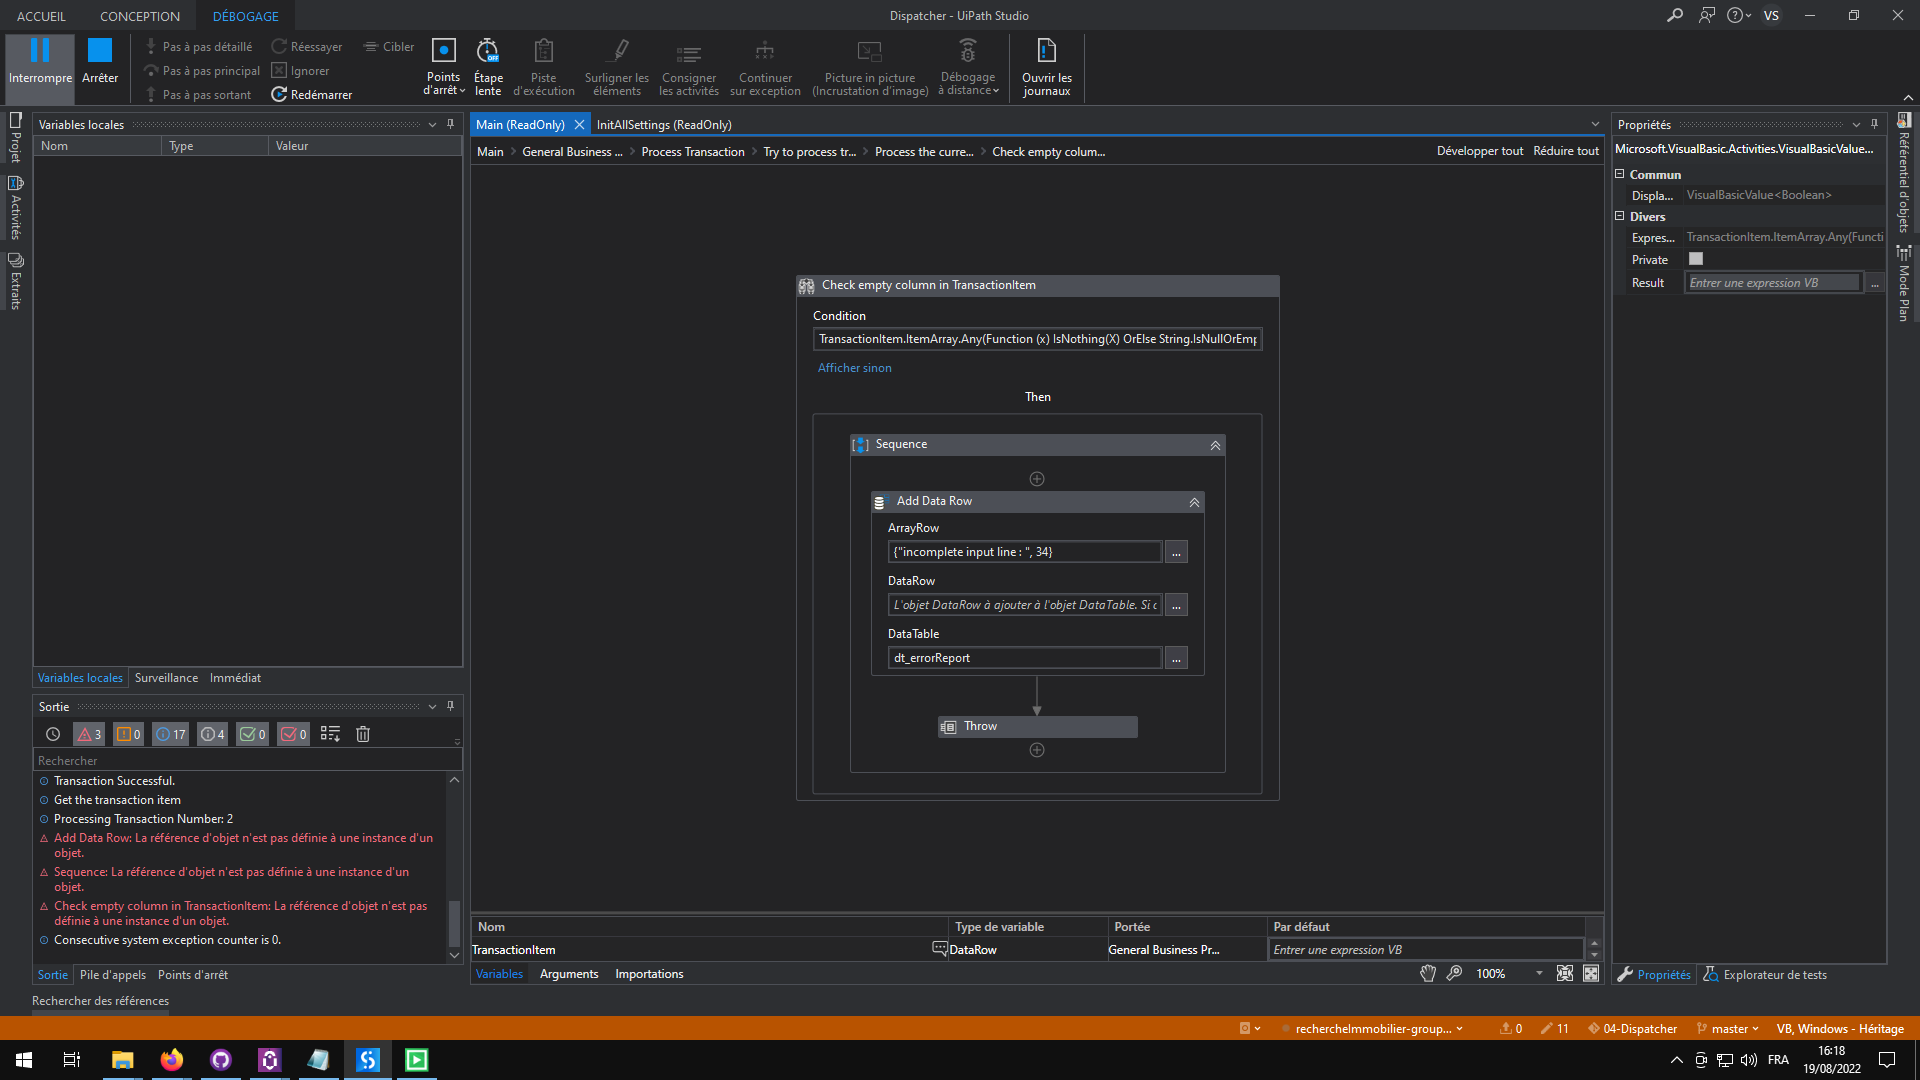 ACCUEIL
CONCEPTION
DÉBOGAGE
Dispatcher - UiPath Studio
VS
Interrompre
Arrêter
Pas à pas détaillé
Pas à pas principal
Pas à pas sortant
Réessayer
Ignorer
Redémarrer
Cibler
Points
d'arrêt
Étape
lente
Piste
d'exécution
Surligner les
éléments
Consigner
les activités
Continuer
sur exception
Picture in picture
(Incrustation d'image)
Débogage
à distance
Ouvrir les
journaux
Projet
Activités
Extraits
Variables locales
Nom
Type
Valeur
Variables locales
Surveillance
Immédiat
Sortie
3
0
17
4
0
0
Rechercher
Transaction Successful.
Get the transaction item
Processing Transaction Number: 2
Add Data Row: La référence d'objet n'est pas définie à une instance d'un
objet.
Sequence: La référence d'objet n'est pas définie à une instance d'un
objet.
Check empty column in TransactionItem: La référence d'objet n'est pas
définie à une instance d'un objet.
Consecutive system exception counter is 0.
Sortie
Pile d'appels
Points d'arrêt
Rechercher des références
Main (ReadOnly)
InitAllSettings (ReadOnly)
Main
General Business ...
Process Transaction
Try to process tr...
Process the curre...
Check empty colum...
Développer tout
Réduire tout
Check empty column in TransactionItem
Condition
TransactionItem.ItemArray.Any(Function (x) IsNothing(X) OrElse String.IsNullOrEmp
Afficher sinon
Then
Sequence
Add Data Row
ArrayRow
{"incomplete input line : ", 34}
...
DataRow
L'objet DataRow à ajouter à l'objet DataTable. Si c
...
DataTable
dt_errorReport
...
Throw
Nom
Type de variable
Portée
Par défaut
TransactionItem
DataRow
General Business Pr...
Entrer une expression VB
Variables
Arguments
Importations
100%
Propriétés
Microsoft.VisualBasic.Activities.VisualBasicValue...
Commun
Displa...
VisualBasicValue<Boolean>
Divers
Expres...
TransactionItem.ItemArray.Any(Functi
Private
Result
Entrer une expression VB
...
Propriétés
Explorateur de tests
Référentiel d'objets
Mode Plan
rechercheImmobilier-group...
0
11
04-Dispatcher
master
VB, Windows - Héritage
FRA
16:18
19/08/2022